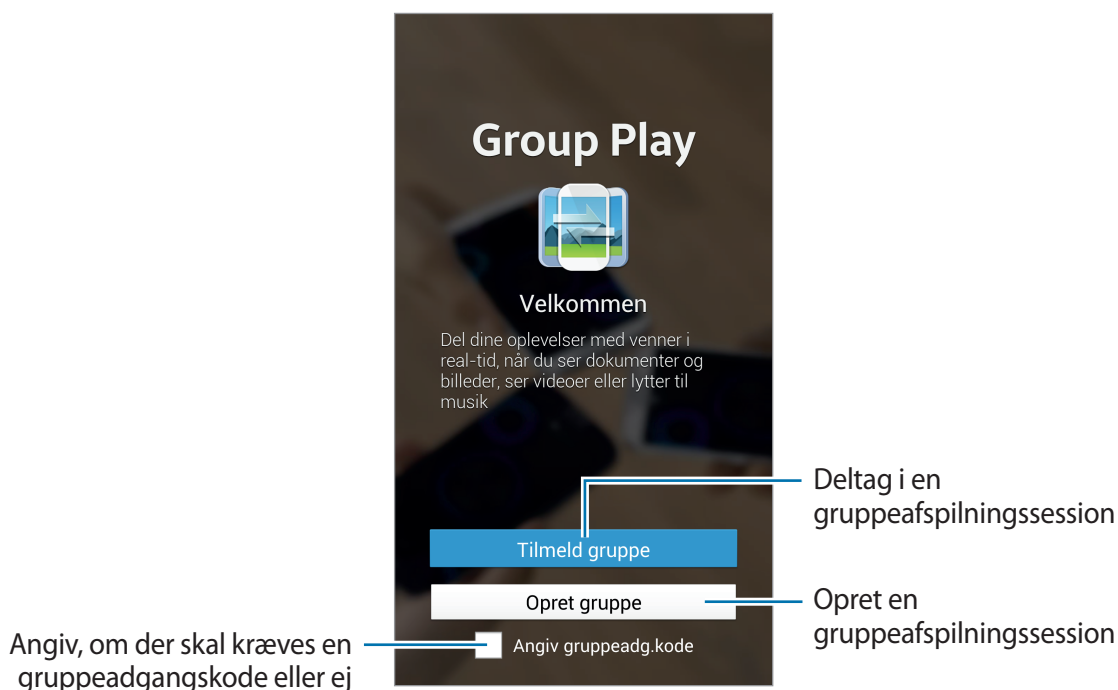 Group Play
Velkommen
Del dine oplevelser med venner i
real-tid, når du ser dokumenter og
billeder, ser videoer eller lytter til
musik
Deltag i en
gruppeafspilningssession
Tilmeld gruppe
Opret gruppe
Opret en
gruppeafspilningssession
Angiv gruppeadg.kode
Angiv, om der skal kræves en
gruppeadgangskode eller ej